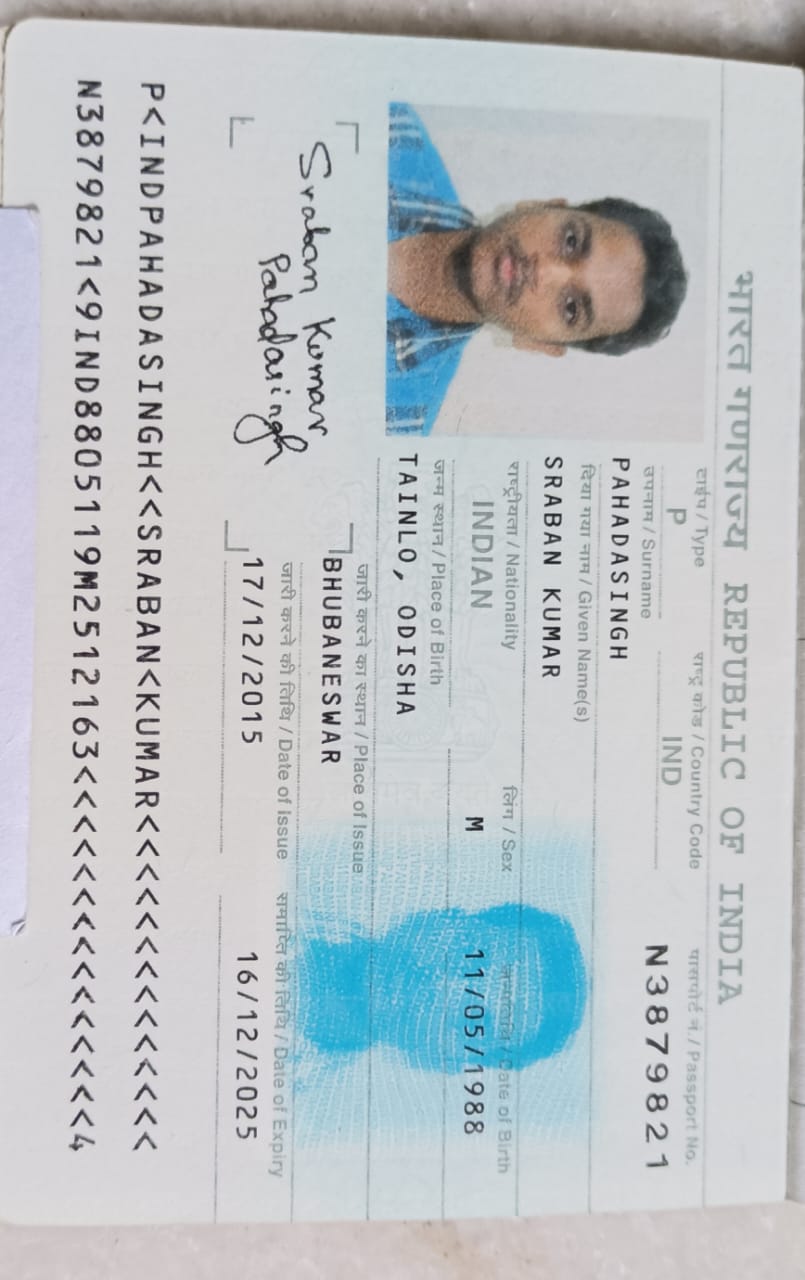 भारत गणराज्य REPUBLIC OF INDIA
टाईप / Type राष्ट्र कोड / Country Code पासपोर्ट नं. / Passport No.
P IND N3879821
उपनाम / Surname
PAHADASINGH
दिया गया नाम / Given Name(s)
SRABAN KUMAR
राष्ट्रीयता / Nationality लिंग / Sex जन्मतिथि / Date of Birth
INDIAN M 11/05/1988
जन्म स्थान / Place of Birth
TAINLO, ODISHA
जारी करने का स्थान / Place of Issue
BHUBANESWAR
Sraban Kumar
Pahadasingh
जारी करने की तिथि / Date of Issue समाप्ति की तिथि / Date of Expiry
17/12/2015 16/12/2025
P<INDPAHADASINGH<<SRABAN<KUMAR<<<<<<<<<<<<<<
N3879821<9IND8805119M2512163<<<<<<<<<<<<<<<4